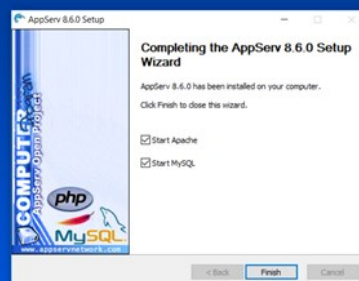 AppServ 8.6.0 Setup
Completing the AppServ 8.6.0 Setup
Wizard
AppServ 8.6.0 has been installed on your computer.
Click Finish to close this wizard.
Start Apache
Start MySQL
COMPUTER
AppServ Open Project
php
MySQL
www.appservnetwork.com
< Back
Finish
Cancel